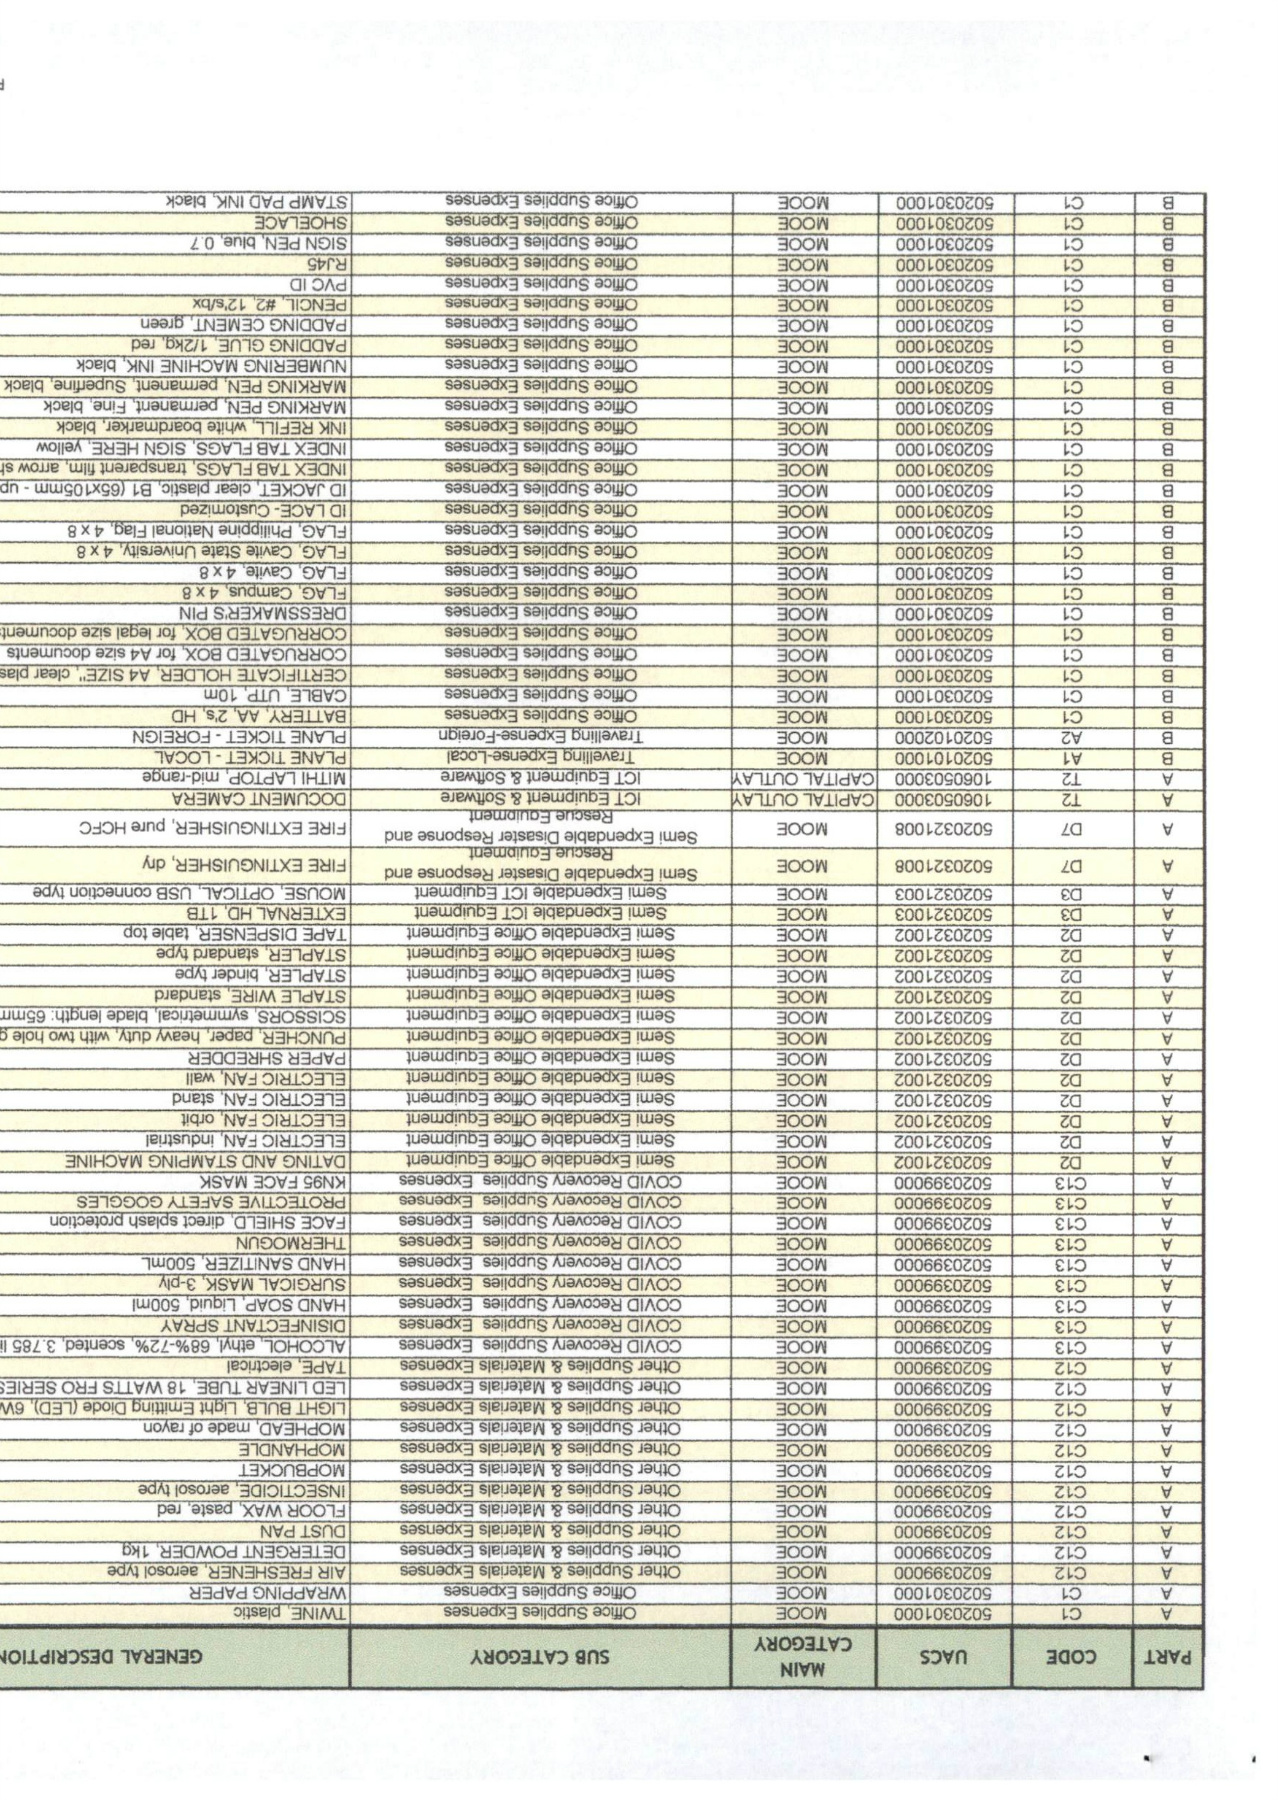 PART CODE UACS MAIN CATEGORY SUB CATEGORY GENERAL DESCRIPTION
A C1 5020301000 MOOE Office Supplies Expenses TWINE, plastic
A C1 5020301000 MOOE Office Supplies Expenses WRAPPING PAPER
A C12 5020399000 MOOE Other Supplies & Materials Expenses AIR FRESHENER, aerosol type
A C12 5020399000 MOOE Other Supplies & Materials Expenses DETERGENT POWDER, 1kg
A C12 5020399000 MOOE Other Supplies & Materials Expenses DUST PAN
A C12 5020399000 MOOE Other Supplies & Materials Expenses FLOOR WAX, paste, red
A C12 5020399000 MOOE Other Supplies & Materials Expenses INSECTICIDE, aerosol type
A C12 5020399000 MOOE Other Supplies & Materials Expenses MOPBUCKET
A C12 5020399000 MOOE Other Supplies & Materials Expenses MOPHANDLE
A C12 5020399000 MOOE Other Supplies & Materials Expenses MOPHEAD, made of rayon
A C12 5020399000 MOOE Other Supplies & Materials Expenses LIGHT BULB, Light Emitting Diode (LED), 6W
A C12 5020399000 MOOE Other Supplies & Materials Expenses LED LINEAR TUBE, 18 WATTS FRO SERIES
A C12 5020399000 MOOE Other Supplies & Materials Expenses TAPE, electrical
A C13 5020399000 MOOE COVID Recovery Supplies Expenses ALCOHOL, ethyl, 68%-72%, scented, 3.785 li
A C13 5020399000 MOOE COVID Recovery Supplies Expenses DISINFECTANT SPRAY
A C13 5020399000 MOOE COVID Recovery Supplies Expenses HAND SOAP, Liquid, 500ml
A C13 5020399000 MOOE COVID Recovery Supplies Expenses SURGICAL MASK, 3-ply
A C13 5020399000 MOOE COVID Recovery Supplies Expenses HAND SANITIZER, 500mL
A C13 5020399000 MOOE COVID Recovery Supplies Expenses THERMOGUN
A C13 5020399000 MOOE COVID Recovery Supplies Expenses FACE SHIELD, direct splash protection
A C13 5020399000 MOOE COVID Recovery Supplies Expenses PROTECTIVE SAFETY GOGGLES
A C13 5020399000 MOOE COVID Recovery Supplies Expenses KN95 FACE MASK
A D2 5020321002 MOOE Semi Expendable Office Equipment DATING AND STAMPING MACHINE
A D2 5020321002 MOOE Semi Expendable Office Equipment ELECTRIC FAN, industrial
A D2 5020321002 MOOE Semi Expendable Office Equipment ELECTRIC FAN, orbit
A D2 5020321002 MOOE Semi Expendable Office Equipment ELECTRIC FAN, stand
A D2 5020321002 MOOE Semi Expendable Office Equipment ELECTRIC FAN, wall
A D2 5020321002 MOOE Semi Expendable Office Equipment PAPER SHREDDER
A D2 5020321002 MOOE Semi Expendable Office Equipment PUNCHER, paper, heavy duty, with two hole g
A D2 5020321002 MOOE Semi Expendable Office Equipment SCISSORS, symmetrical, blade length: 65mm
A D2 5020321002 MOOE Semi Expendable Office Equipment STAPLE WIRE, standard
A D2 5020321002 MOOE Semi Expendable Office Equipment STAPLER, binder type
A D2 5020321002 MOOE Semi Expendable Office Equipment STAPLER, standard type
A D2 5020321002 MOOE Semi Expendable Office Equipment TAPE DISPENSER, table top
A D3 5020321003 MOOE Semi Expendable ICT Equipment EXTERNAL HD, 1TB
A D3 5020321003 MOOE Semi Expendable ICT Equipment MOUSE, OPTICAL, USB connection type
A D7 5020321008 MOOE Semi Expendable Disaster Response and Rescue Equipment FIRE EXTINGUISHER, dry
A D7 5020321008 MOOE Semi Expendable Disaster Response and Rescue Equipment FIRE EXTINGUISHER, pure HCFC
A T2 1060503000 CAPITAL OUTLAY ICT Equipment & Software DOCUMENT CAMERA
A T2 1060503000 CAPITAL OUTLAY ICT Equipment & Software MITHI LAPTOP, mid-range
B A1 5020101000 MOOE Travelling Expense-Local PLANE TICKET - LOCAL
B A2 5020102000 MOOE Travelling Expense-Foreign PLANE TICKET - FOREIGN
B C1 5020301000 MOOE Office Supplies Expenses BATTERY, AA, 2's, HD
B C1 5020301000 MOOE Office Supplies Expenses CABLE, UTP, 10m
B C1 5020301000 MOOE Office Supplies Expenses CERTIFICATE HOLDER, A4 SIZE", clear plas
B C1 5020301000 MOOE Office Supplies Expenses CORRUGATED BOX, for A4 size documents
B C1 5020301000 MOOE Office Supplies Expenses CORRUGATED BOX, for legal size documents
B C1 5020301000 MOOE Office Supplies Expenses DRESSMAKER'S PIN
B C1 5020301000 MOOE Office Supplies Expenses FLAG, Campus, 4 x 8
B C1 5020301000 MOOE Office Supplies Expenses FLAG, Cavite, 4 x 8
B C1 5020301000 MOOE Office Supplies Expenses FLAG, Cavite State University, 4 x 8
B C1 5020301000 MOOE Office Supplies Expenses FLAG, Philippine National Flag, 4 x 8
B C1 5020301000 MOOE Office Supplies Expenses ID LACE- Customized
B C1 5020301000 MOOE Office Supplies Expenses ID JACKET, clear plastic, B1 (65x105mm - up
B C1 5020301000 MOOE Office Supplies Expenses INDEX TAB FLAGS, transparent film, arrow sh
B C1 5020301000 MOOE Office Supplies Expenses INDEX TAB FLAGS, SIGN HERE, yellow
B C1 5020301000 MOOE Office Supplies Expenses INK REFILL, white boardmarker, black
B C1 5020301000 MOOE Office Supplies Expenses MARKING PEN, permanent, Fine, black
B C1 5020301000 MOOE Office Supplies Expenses MARKING PEN, permanent, Superfine, black
B C1 5020301000 MOOE Office Supplies Expenses NUMBERING MACHINE INK, black
B C1 5020301000 MOOE Office Supplies Expenses PADDING GLUE, 1/2kg, red
B C1 5020301000 MOOE Office Supplies Expenses PADDING CEMENT, green
B C1 5020301000 MOOE Office Supplies Expenses PENCIL, #2, 12's/bx
B C1 5020301000 MOOE Office Supplies Expenses PVC ID
B C1 5020301000 MOOE Office Supplies Expenses RJ45
B C1 5020301000 MOOE Office Supplies Expenses SIGN PEN, blue, 0.7
B C1 5020301000 MOOE Office Supplies Expenses SHOELACE
B C1 5020301000 MOOE Office Supplies Expenses STAMP PAD INK, black